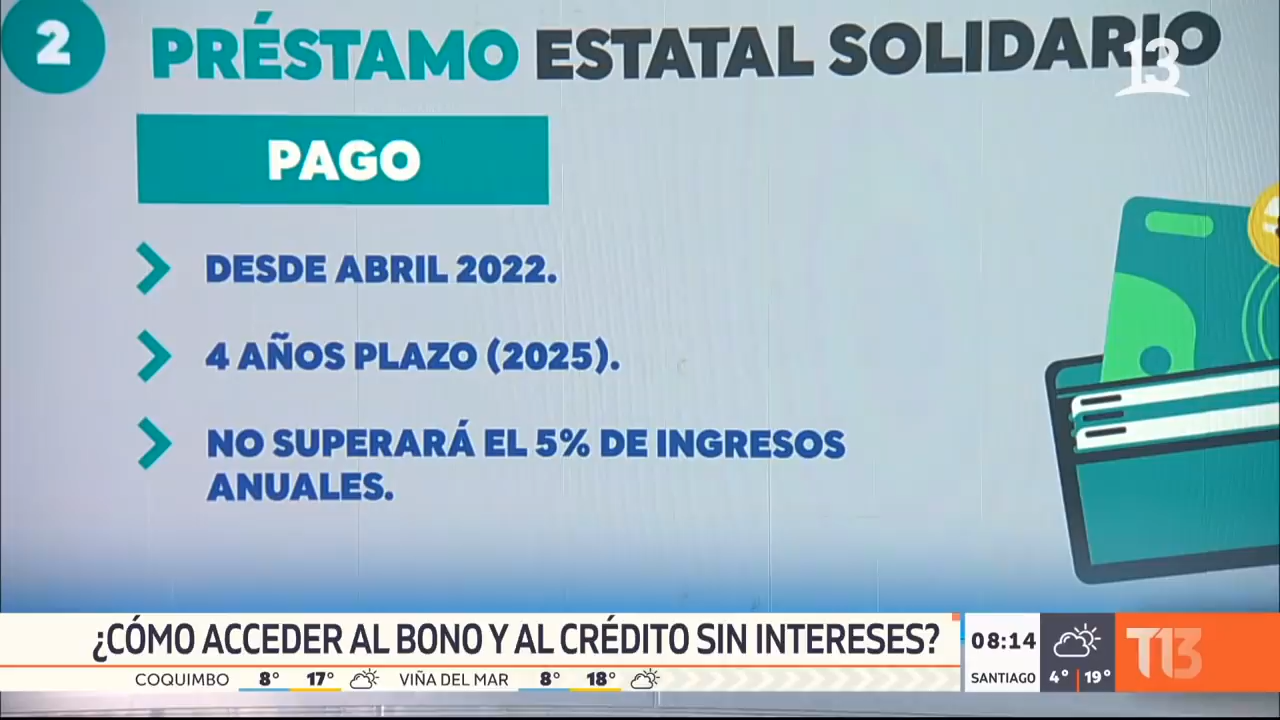 2
PRÉSTAMO ESTATAL SOLIDARIO
13
PAGO
DESDE ABRIL 2022.
4 AÑOS PLAZO (2025).
NO SUPERARÁ EL 5% DE INGRESOS
ANUALES.
¿CÓMO ACCEDER AL BONO Y AL CRÉDITO SIN INTERESES?
08:14
T13
COQUIMBO 8° 17° VIÑA DEL MAR 8° 18°
SANTIAGO 4° 19°